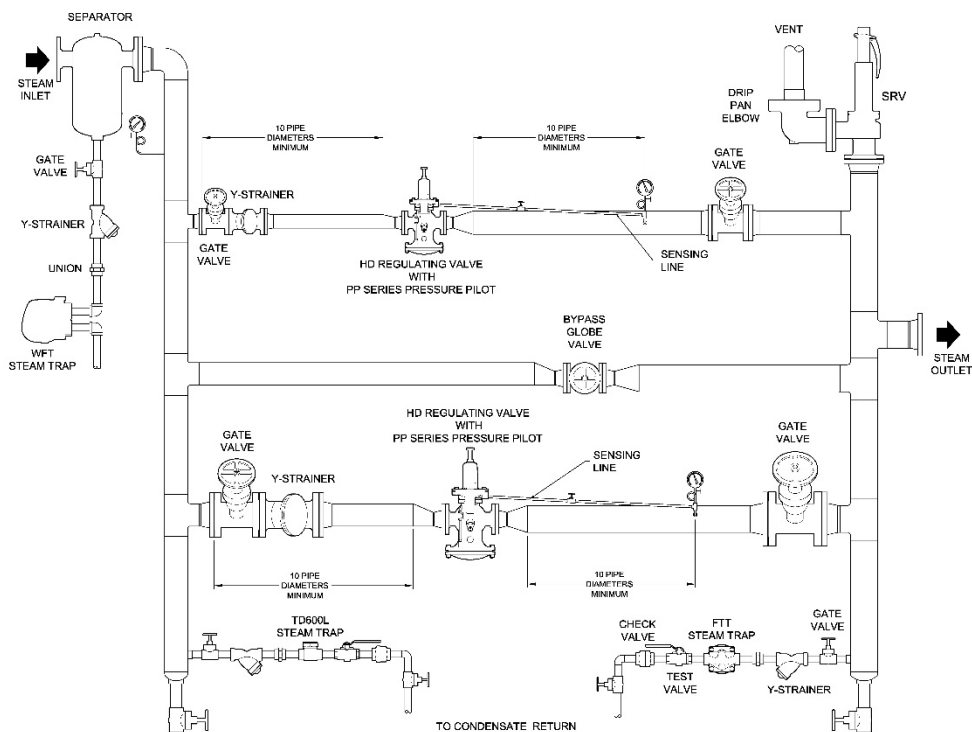 SEPARATOR
STEAM
INLET
GATE
VALVE
Y-STRAINER
UNION
WFT
STEAM TRAP
10 PIPE
DIAMETERS
MINIMUM
10 PIPE
DIAMETERS
MINIMUM
VENT
DRIP
PAN
ELBOW
SRV
Y-STRAINER
GATE
VALVE
GATE
VALVE
HD REGULATING VALVE
WITH
PP SERIES PRESSURE PILOT
SENSING
LINE
BYPASS
GLOBE
VALVE
STEAM
OUTLET
HD REGULATING VALVE
WITH
PP SERIES PRESSURE PILOT
GATE
VALVE
Y-STRAINER
SENSING
LINE
GATE
VALVE
10 PIPE
DIAMETERS
MINIMUM
10 PIPE
DIAMETERS
MINIMUM
TD600L
STEAM TRAP
CHECK
VALVE
FTT
STEAM TRAP
GATE
VALVE
TEST
VALVE
Y-STRAINER
TO CONDENSATE RETURN